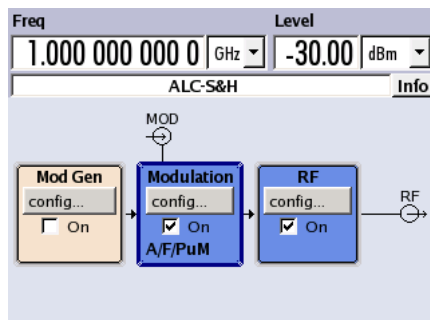 Freq Level
1.000 000 000 0 GHz -30.00 dBm
ALC-S&H Info
MOD
Mod Gen Modulation RF
config... config... config... RF
On On On
A/F/PuM